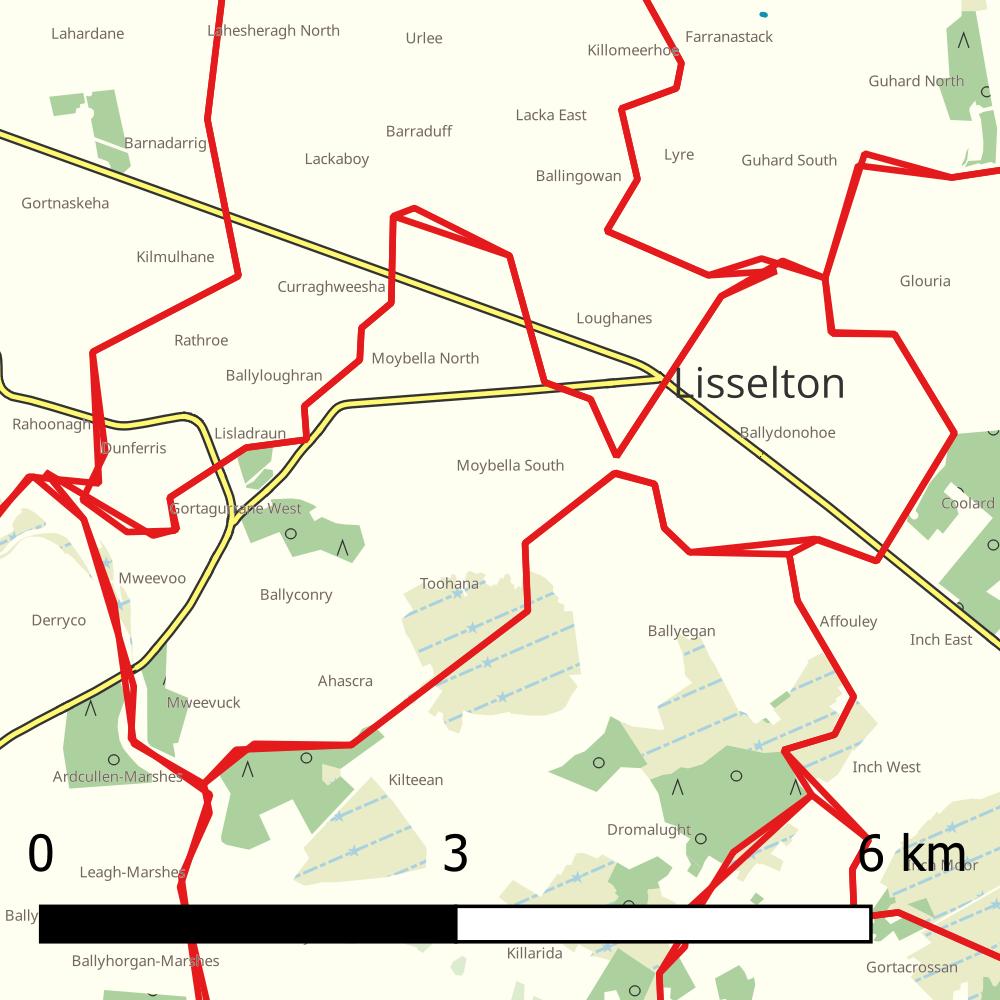 Lahardane
Lahesheragh North
Urlee
Killomeerhoe
Farranastack
Guhard North
Lacka East
Barraduff
Barnadarrig
Lackaboy
Lyre
Guhard South
Ballingowan
Gortnaskeha
Kilmulhane
Curraghweesha
Glouria
Loughanes
Rathroe
Moybella North
Ballyloughran
Lisselton
Rahoonagh
Lisladraun
Ballydonohoe
Dunferris
Moybella South
Coolard
Gortagurrane West
Mweevoo
Toohana
Ballyconry
Derryco
Ballyegan
Affouley
Inch East
Ahascra
Mweevuck
Ardcullen-Marshes
Kilteean
Inch West
Dromalught
0 3 6 km
Inch Moor
Leagh-Marshes
Bally
Killarida
Ballyhorgan-Marshes
Gortacrossan